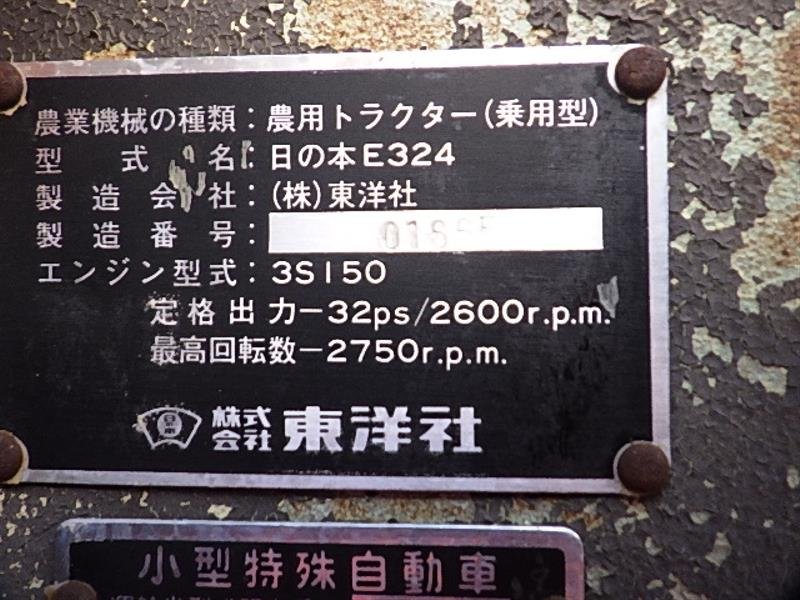 農業機械の種類：農用トラクター(乗用型)
型式名：日の本E324
製造会社：(株)東洋社
製造番号：
エンジン型式：3S150
定格出力－32ps/2600r.p.m.
最高回転数－2750r.p.m.
日の本 株式会社 東洋社
小型特殊自動車